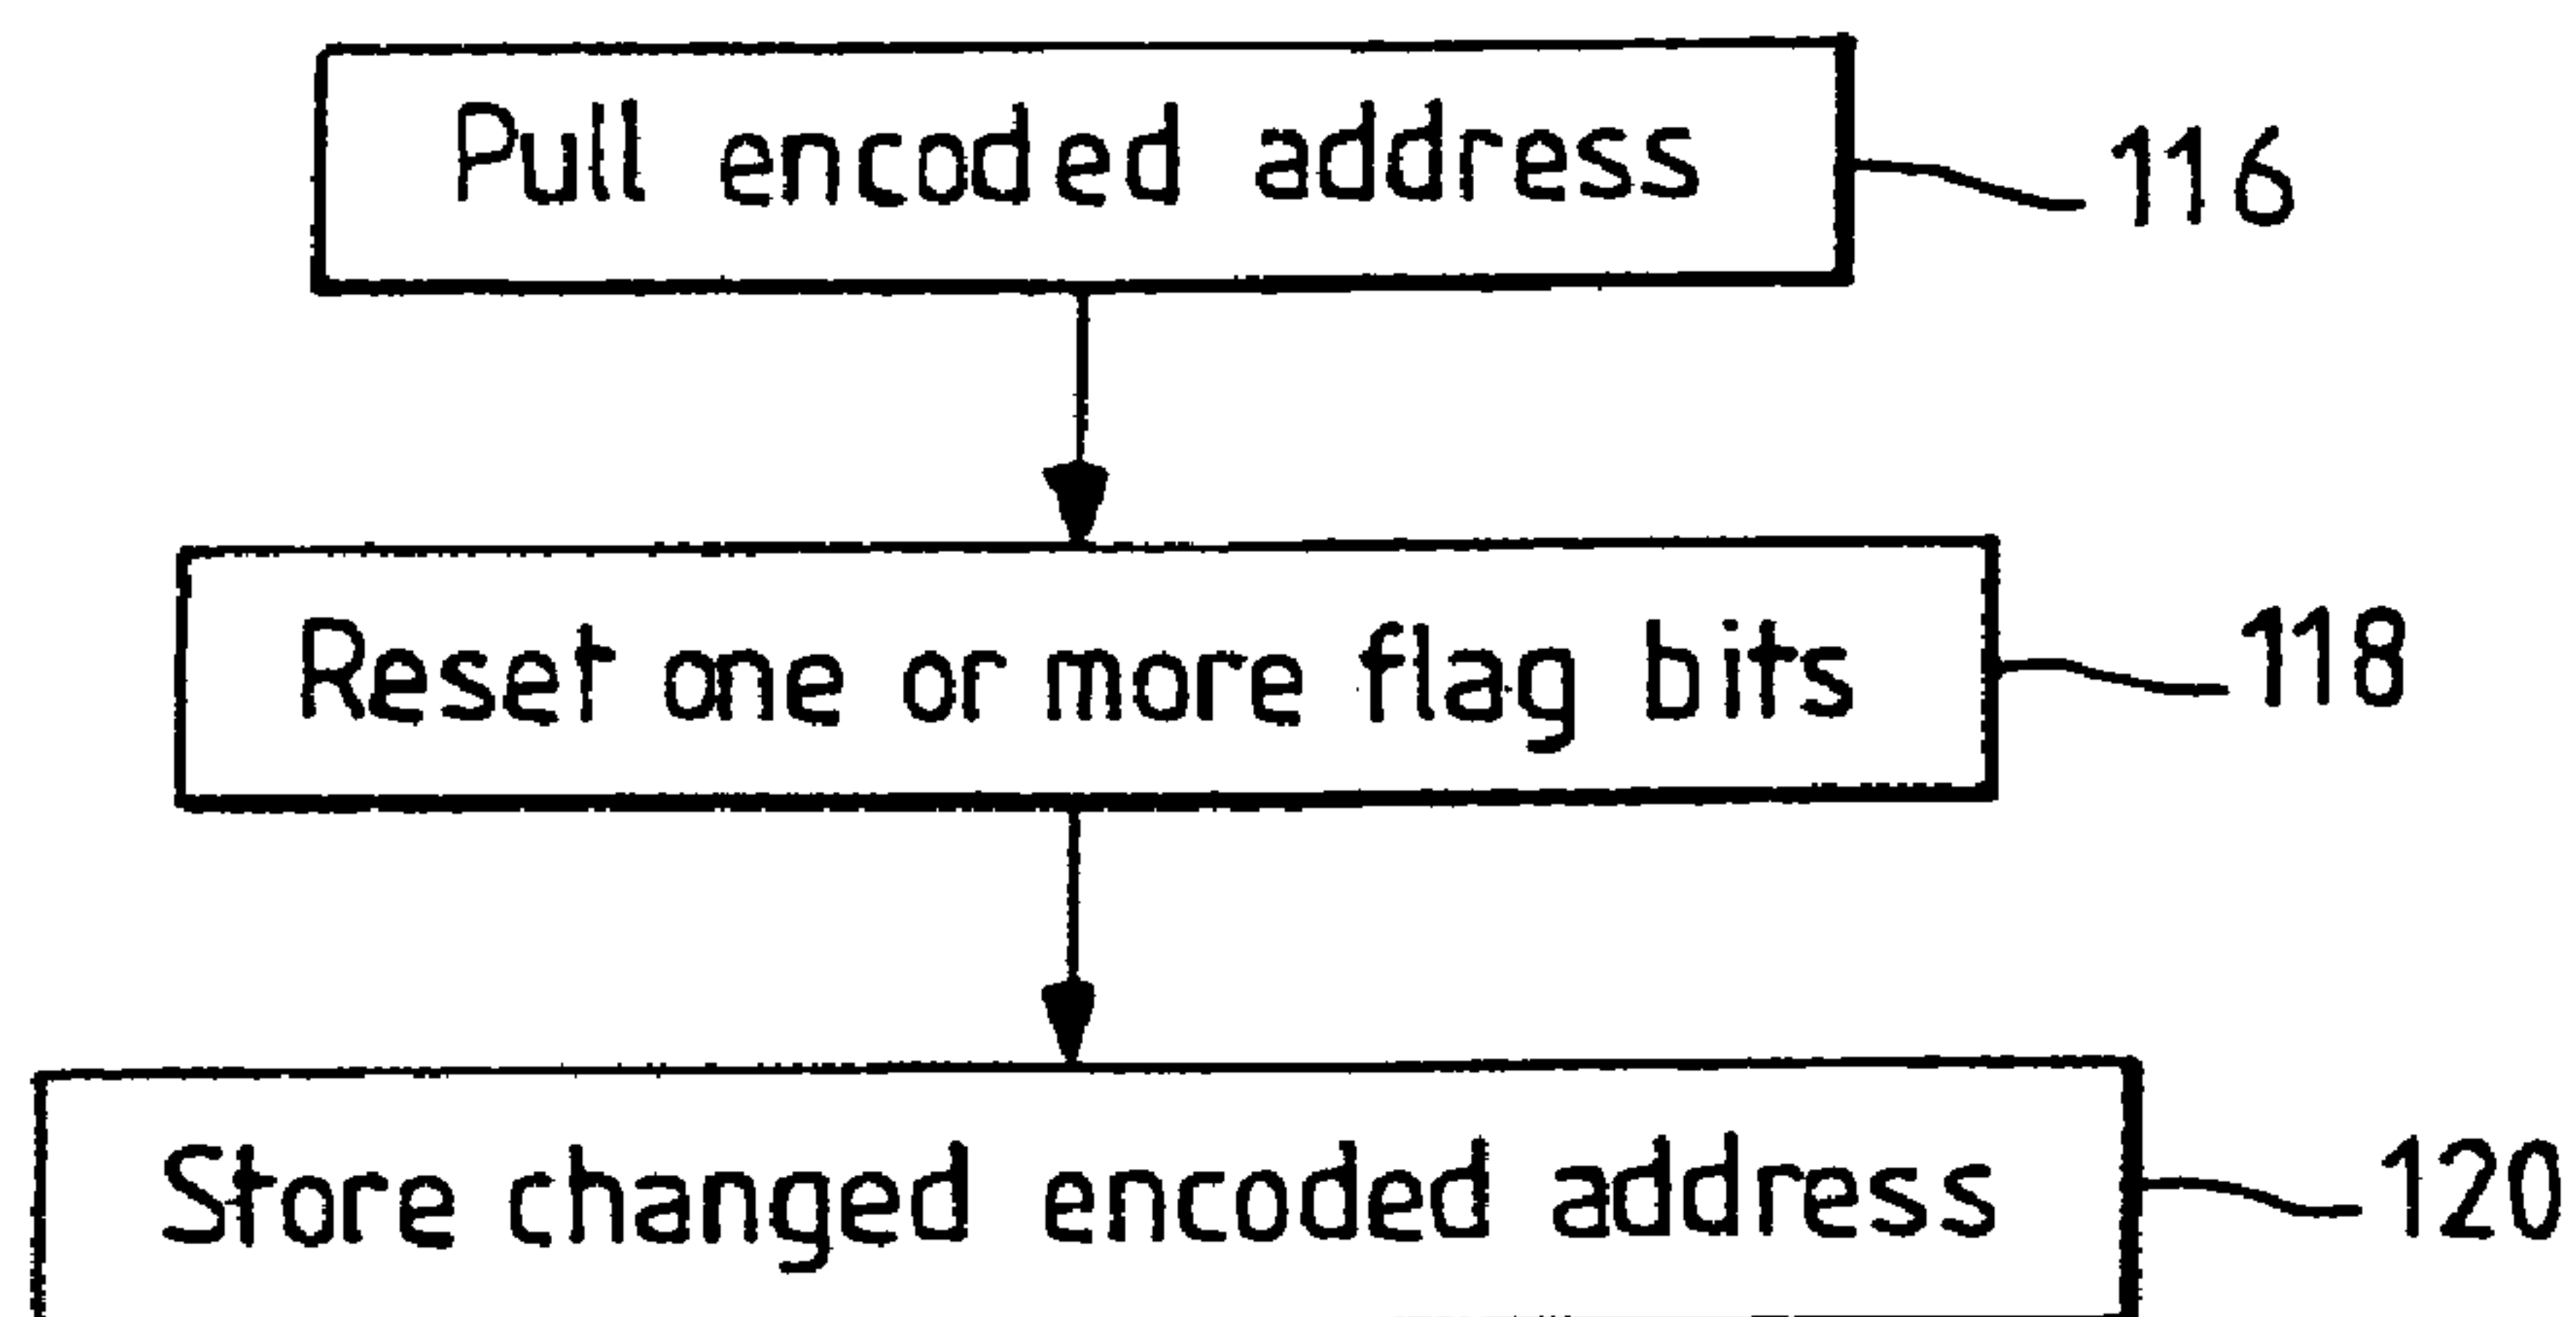 Pull encoded address
116
Reset one or more flag bits
118
Store changed encoded address
120